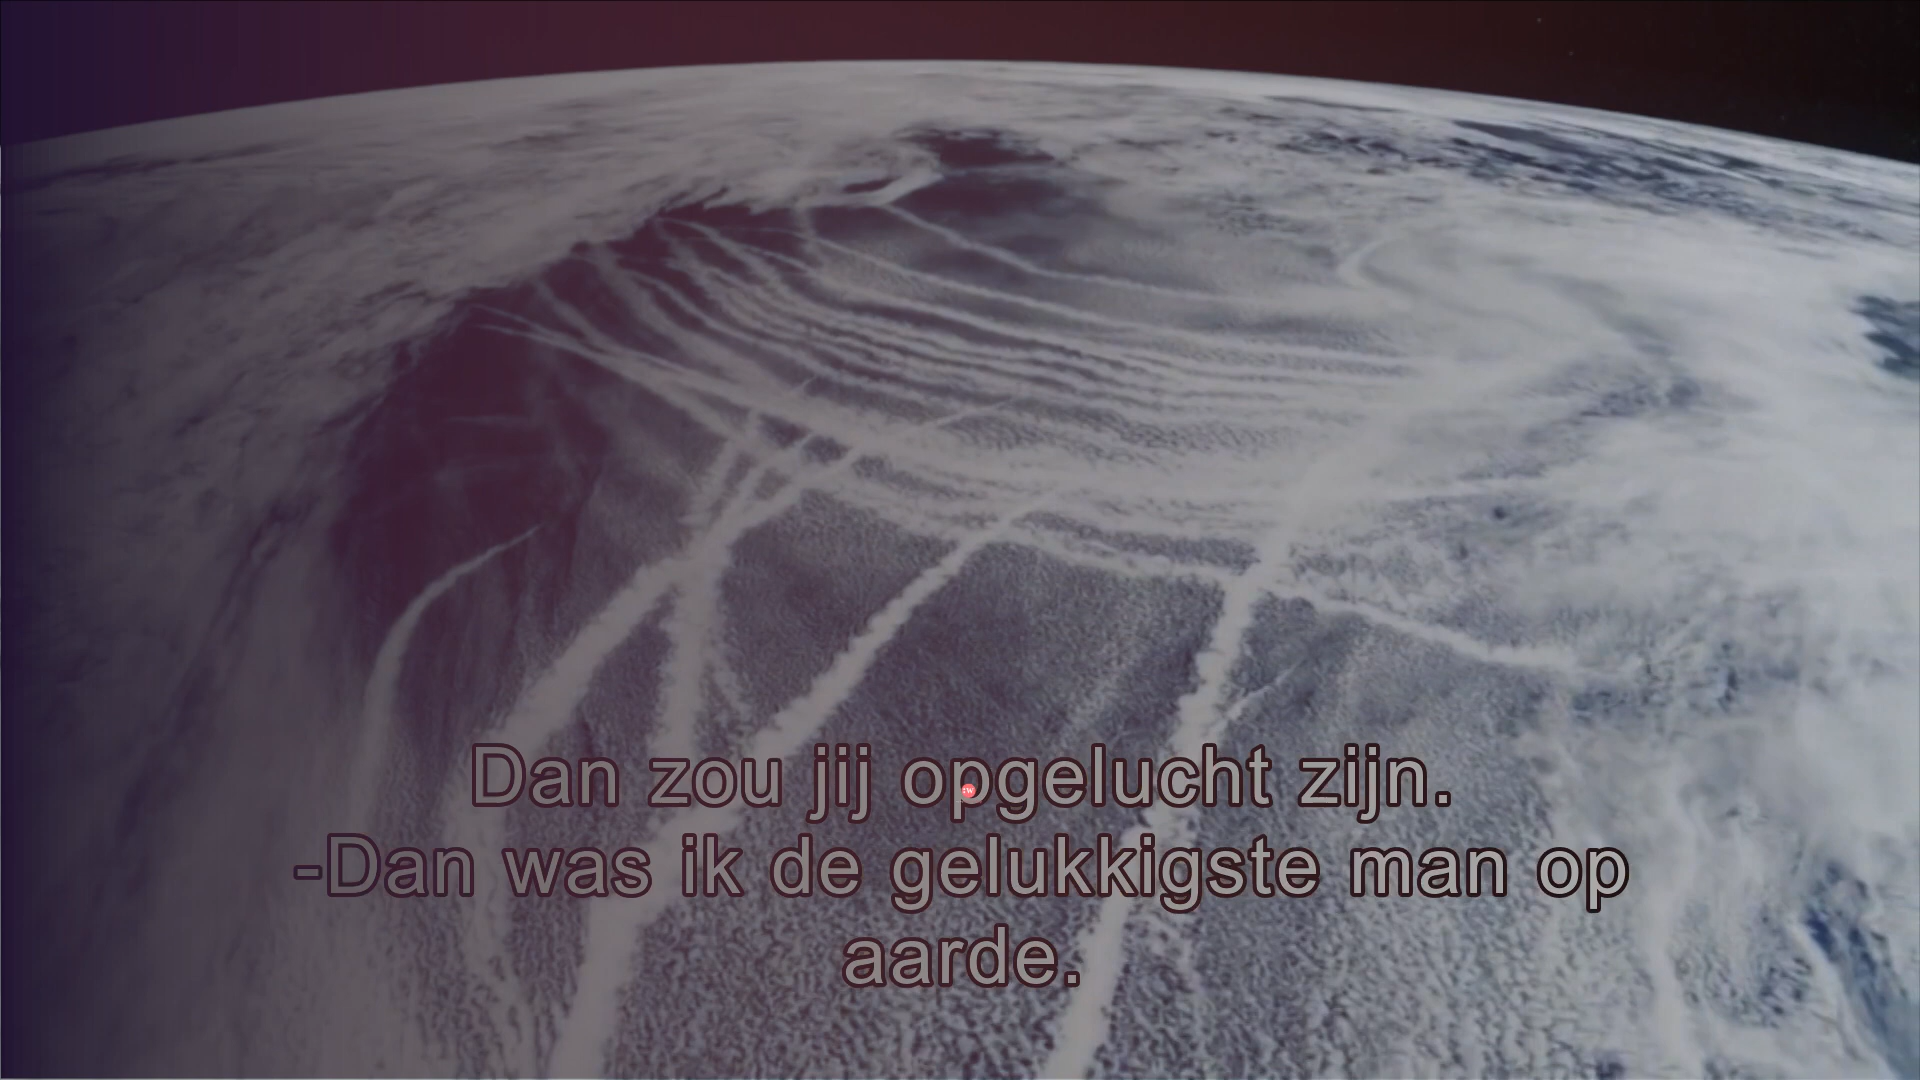 Dan zou jij opgelucht zijn.
-Dan was ik de gelukkigste man op
aarde.